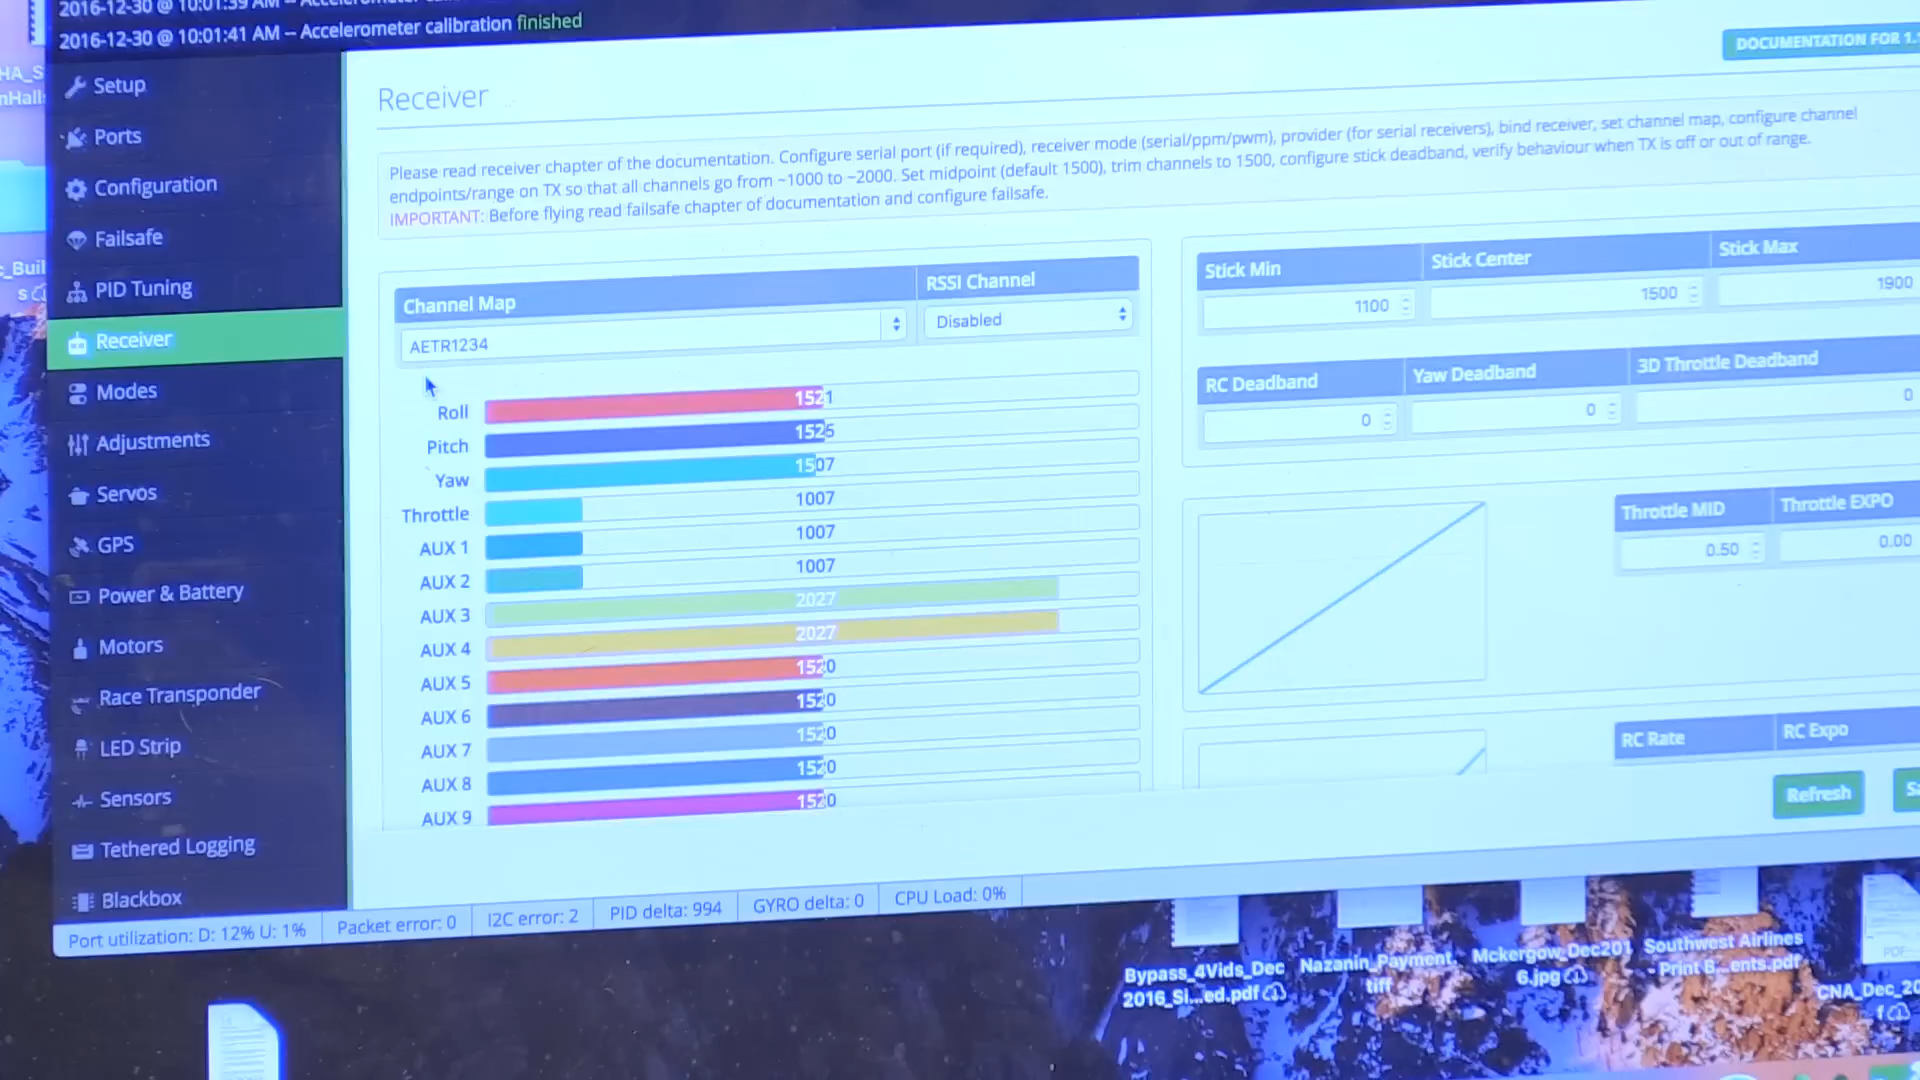 2016-12-30 @ 10:01:39 AM -- Accelerometer
2016-12-30 @ 10:01:41 AM -- Accelerometer calibration finished
DOCUMENTATION FOR 1.
Setup
Ports
Configuration
Failsafe
PID Tuning
Receiver
Modes
Adjustments
Servos
GPS
Power & Battery
Motors
Race Transponder
LED Strip
Sensors
Tethered Logging
Blackbox
Receiver
Please read receiver chapter of the documentation. Configure serial port (if required), receiver mode (serial/ppm/pwm), provider (for serial receivers), bind receiver, set channel map, configure channel
endpoints/range on TX so that all channels go from ~1000 to ~2000. Set midpoint (default 1500), trim channels to 1500, configure stick deadband, verify behaviour when TX is off or out of range.
IMPORTANT: Before flying read failsafe chapter of documentation and configure failsafe.
Channel Map
RSSI Channel
AETR1234
Disabled
Roll 1521
Pitch 1525
Yaw 1507
Throttle 1007
AUX 1 1007
AUX 2 1007
AUX 3 2027
AUX 4 2027
AUX 5 1520
AUX 6 1520
AUX 7 1520
AUX 8 1520
AUX 9 1520
Stick Min Stick Center Stick Max
1100 1500 1900
RC Deadband Yaw Deadband 3D Throttle Deadband
0 0 0
Throttle MID Throttle EXPO
0.50 0.00
RC Rate RC Expo
Refresh
Port utilization: D: 12% U: 1% Packet error: 0 I2C error: 2 PID delta: 994 GYRO delta: 0 CPU Load: 0%
Bypass_4Vids_Dec
2016_Si...ed.pdf
Nazanin_Payment.
tiff
Mckergow_Dec201
6.jpg
Southwest Airlines
- Print B...ents.pdf
CNA_Dec_20